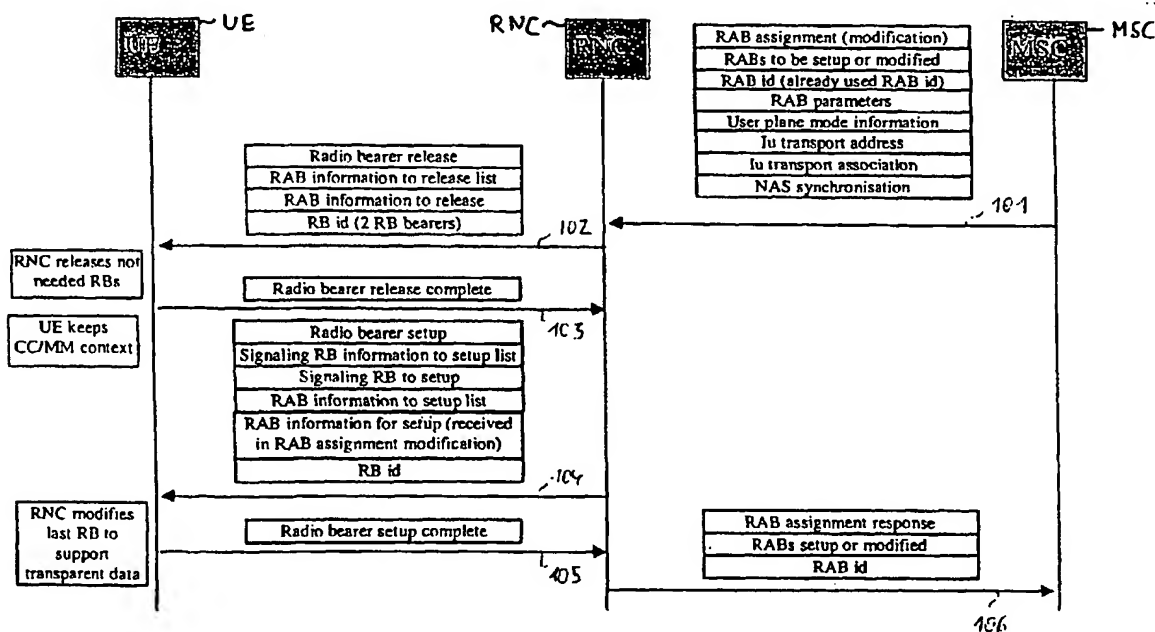 UE
UE
RNC
RNC
MSC
MSC
RAB assignment (modification)
RABs to be setup or modified
RAB id (already used RAB id)
RAB parameters
User plane mode information
Iu transport address
Iu transport association
NAS synchronisation
101
Radio bearer release
RAB information to release list
RAB information to release
RB id (2 RB bearers)
102
RNC releases not
needed RBs
Radio bearer release complete
103
UE keeps
CC/MM context
Radio bearer setup
Signaling RB information to setup list
Signaling RB to setup
RAB information to setup list
RAB information for setup (received
in RAB assignment modification)
RB id
104
RNC modifies
last RB to
support
transparent data
Radio bearer setup complete
105
RAB assignment response
RABs setup or modified
RAB id
106